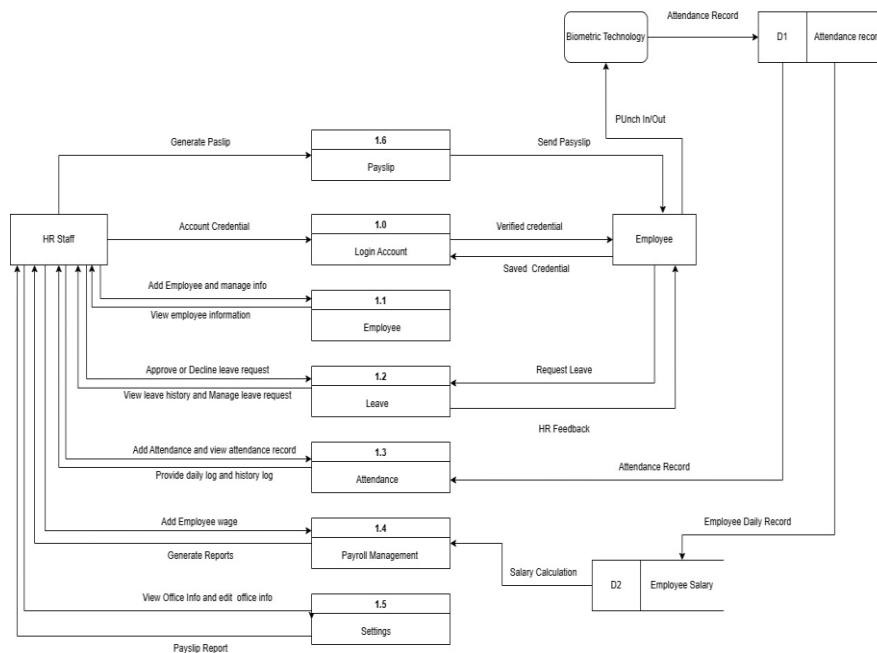 Attendance Record
Biometric Technology
D1
Attendance record
PUnch In/Out
1.6
Generate Paslip
Send Pasyslip
Payslip
1.0
Account Credential
Verified credential
HR Staff
Employee
Login Account
Saved Credential
Add Employee and manage info
1.1
View employee information
Employee
Approve or Decline leave request
1.2
Request Leave
View leave history and Manage leave request
Leave
HR Feedback
Add Attendance and view attendance record
1.3
Provide daily log and history log
Attendance
Attendance Record
Add Employee wage
1.4
Employee Daily Record
Generate Reports
Payroll Management
Salary Calculation
D2
Employee Salary
View Office Info and edit office info
1.5
Settings
Payslip Report